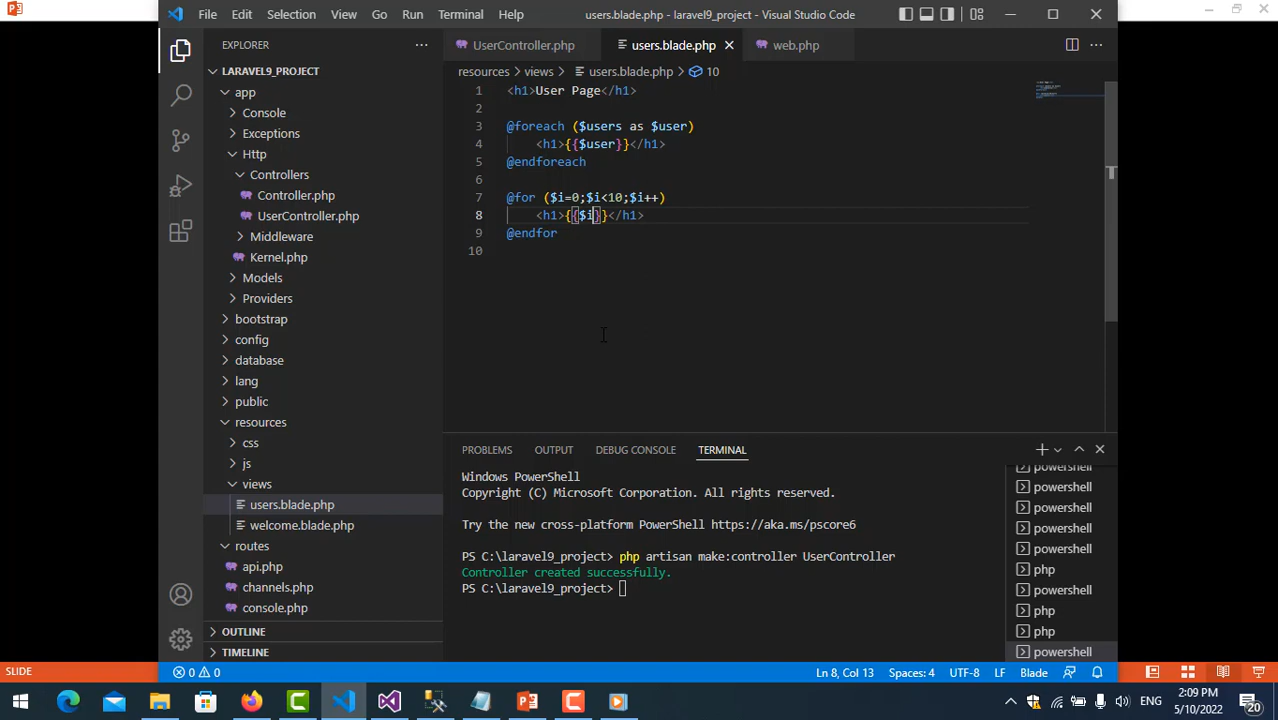 File Edit Selection View Go Run Terminal Help
users.blade.php - laravel9_project - Visual Studio Code
EXPLORER
UserController.php
users.blade.php
web.php
LARAVEL9_PROJECT
app
Console
Exceptions
Http
Controllers
Controller.php
UserController.php
Middleware
Kernel.php
Models
Providers
bootstrap
config
database
lang
public
resources
css
js
views
users.blade.php
welcome.blade.php
routes
api.php
channels.php
console.php
OUTLINE
TIMELINE
resources > views > users.blade.php > 10
1 <h1>User Page</h1>
2
3 @foreach ($users as $user)
4 <h1>{{$user}}</h1>
5 @endforeach
6
7 @for ($i=0;$i<10;$i++)
8 <h1>{{$i}}</h1>
9 @endfor
10
PROBLEMS OUTPUT DEBUG CONSOLE TERMINAL
Windows PowerShell
Copyright (C) Microsoft Corporation. All rights reserved.
Try the new cross-platform PowerShell https://aka.ms/pscore6
PS C:\laravel9_project> php artisan make:controller UserController
Controller created successfully.
PS C:\laravel9_project>
powershell
powershell
powershell
powershell
powershell
php
powershell
php
php
powershell
0 0
Ln 8, Col 13 Spaces: 4 UTF-8 LF Blade
SLIDE
ENG
2:09 PM
5/10/2022
20